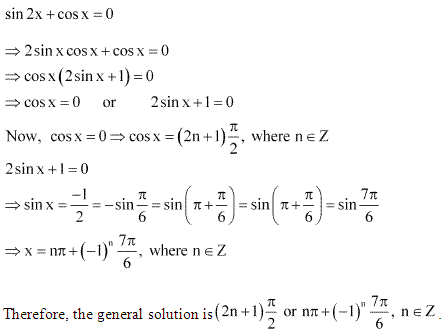 sin 2x + cos x = 0
⇒ 2 sin x cos x + cos x = 0
⇒ cos x (2 sin x + 1) = 0
⇒ cos x = 0 or 2 sin x + 1 = 0
Now, cos x = 0 ⇒ cos x = (2n + 1) π/2, where n ∈ Z
2 sin x + 1 = 0
⇒ sin x = -1/2 = -sin π/6 = sin(π + π/6) = sin(π + π/6) = sin 7π/6
⇒ x = nπ + (-1)^n 7π/6, where n ∈ Z
Therefore, the general solution is (2n + 1) π/2 or nπ + (-1)^n 7π/6, n ∈ Z.